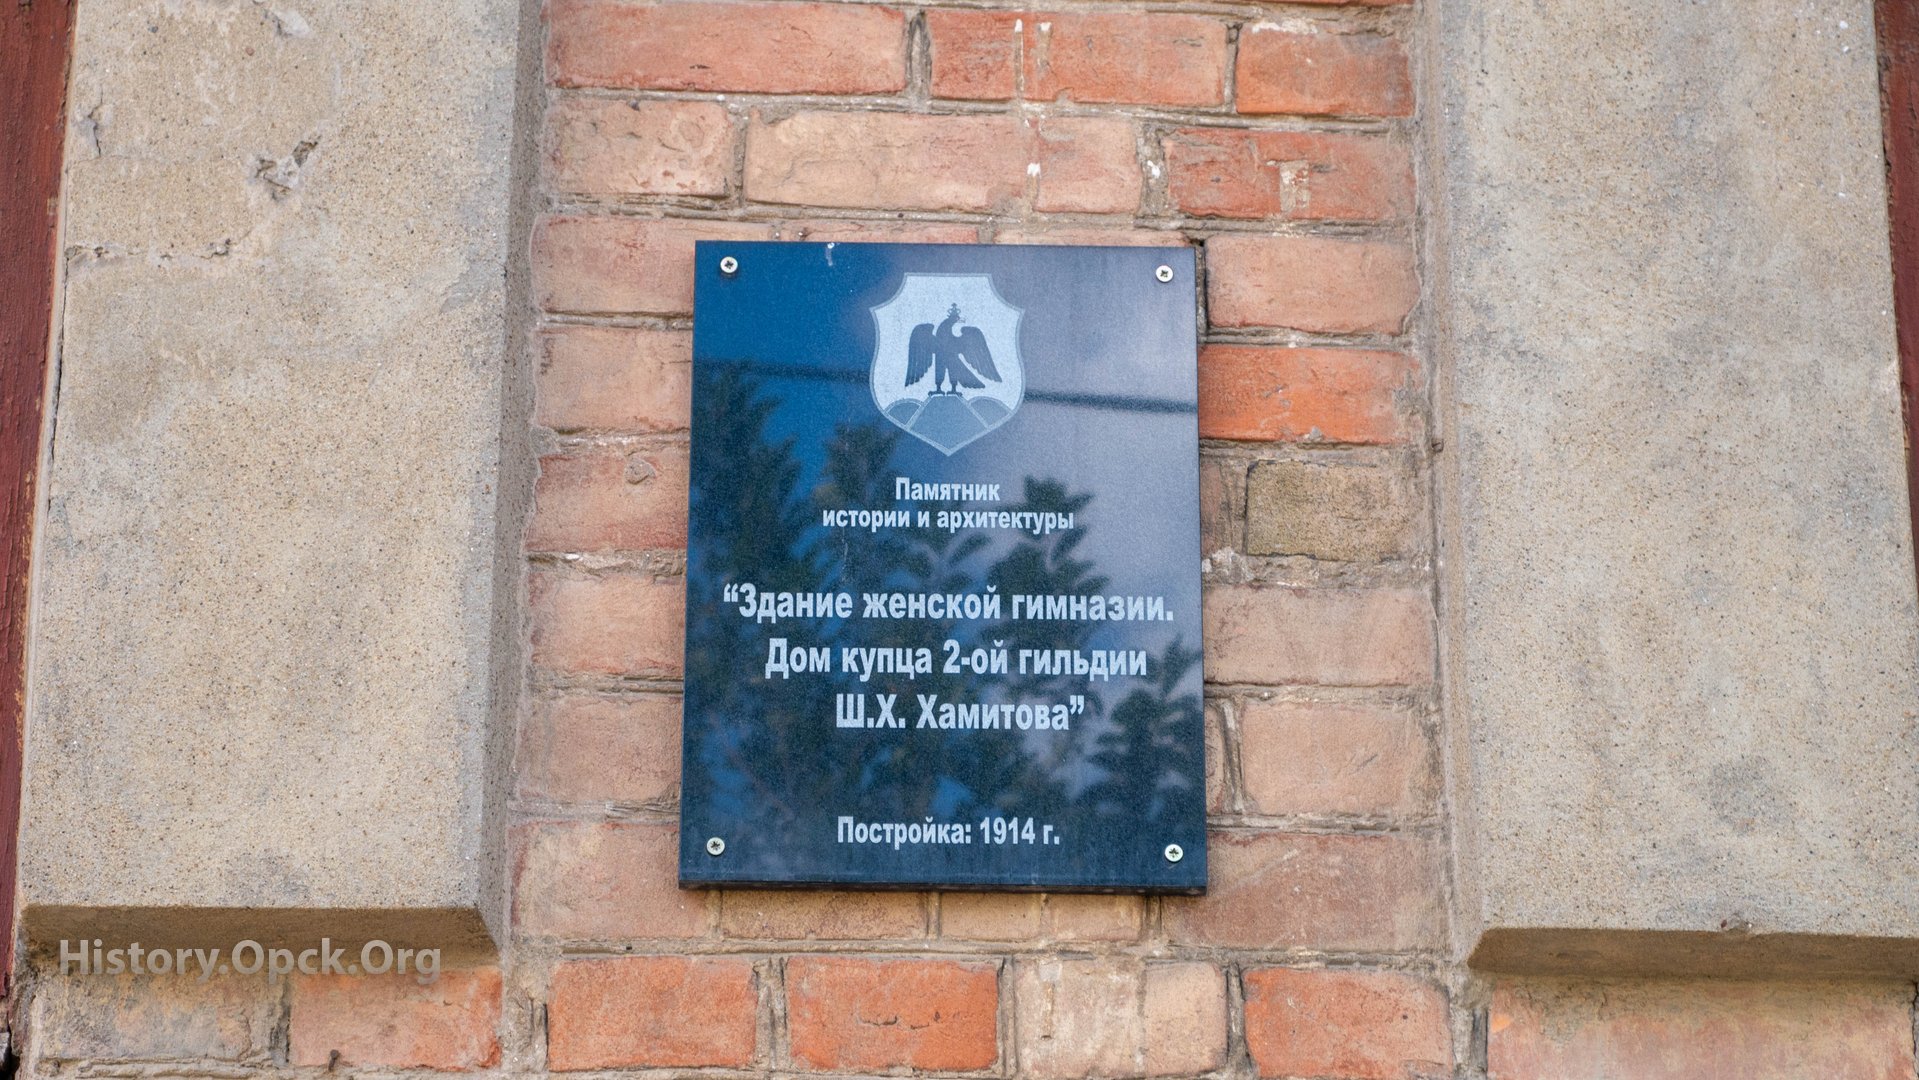 Памятник
истории и архитектуры
“Здание женской гимназии.
Дом купца 2-ой гильдии
Ш.Х. Хамитова”
Постройка: 1914 г.
History.Opck.Org